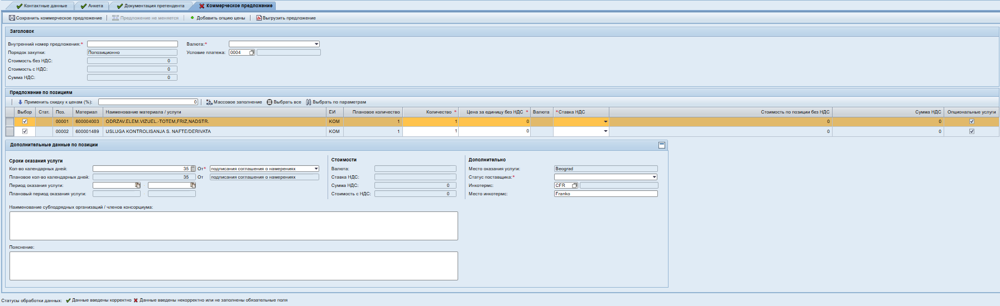 Контактные данные Анкета Документация претендента Коммерческое предложение
Сохранить коммерческое предложение Предложение не меняется Добавить опцию цены Выгрузить предложение
Заголовок
Внутренний номер предложения:* Валюта:*
Порядок закупки: Попозиционно Условие платежа: 0004
Стоимость без НДС: 0
Стоимость с НДС: 0
Сумма НДС: 0
Предложение по позициям
Применить скидку к ценам (%): 0 Массовое заполнение Выбрать все Выбрать по параметрам
Выбор Стат. Поз. Материал Наименование материала / услуги ЕИ Плановое количество Количество * Цена за единицу без НДС * Валюта *Ставка НДС Стоимость по позиции без НДС Сумма НДС Опциональные услуги
00001 600004003 ODRZAV.ELEM.VIZUEL.-TOTEM,FRIZ,NADSTR. KOM 1 1 0 0 0
00002 600001489 USLUGA KONTROLISANJA S. NAFTE/DERIVATA KOM 1 1 0 0 0
Дополнительные данные по позиции
Сроки оказания услуги Стоимости Дополнительно
Кол-во календарных дней: 35 От* подписания соглашения о намерениях Валюта: Место оказания услуги: Beograd
Плановое кол-во календарных дней: 35 От подписания соглашения о намерениях Ставка НДС: Статус поставщика:*
Период оказания услуги: - Сумма НДС: 0 Инкотермс: CFR
Плановый период оказания услуги: - Стоимость с НДС: 0 Место инкотермс: Franko
Наименование субподрядных организаций / членов консорциума:
Пояснение:
Статусы обработки данных: Данные введены корректно Данные введены некорректно или не заполнены обязательные поля